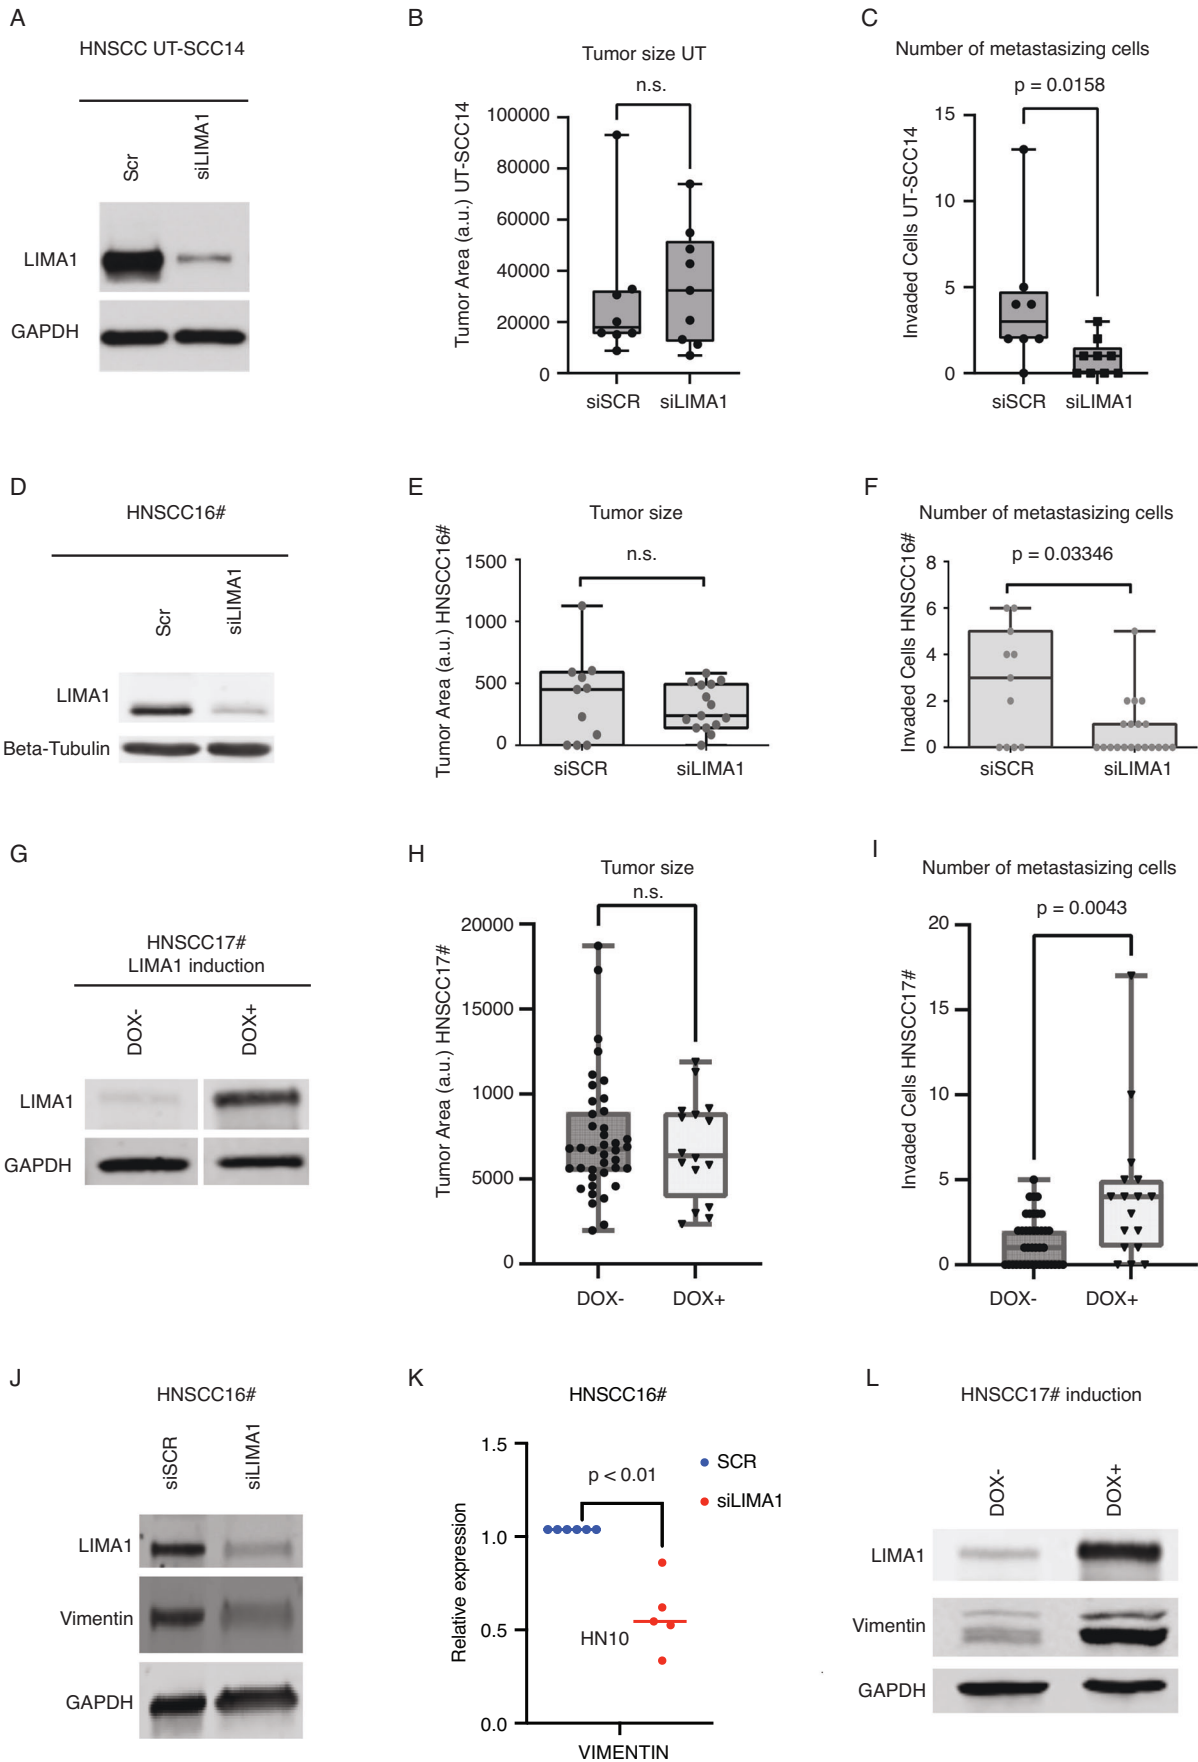 A
HNSCC UT-SCC14
Scr
siLIMA1
LIMA1
GAPDH
B
Tumor size UT
n.s.
Tumor Area (a.u.) UT-SCC14
100000
80000
60000
40000
20000
0
siSCR
siLIMA1
C
Number of metastasizing cells
p = 0.0158
Invaded Cells UT-SCC14
15
10
5
0
siSCR
siLIMA1
D
HNSCC16#
Scr
siLIMA1
LIMA1
Beta-Tubulin
E
Tumor size
n.s.
Tumor Area (a.u.) HNSCC16#
1500
1000
500
0
siSCR
siLIMA1
F
Number of metastasizing cells
p = 0.03346
Invaded Cells HNSCC16#
8
6
4
2
0
siSCR
siLIMA1
G
HNSCC17#
LIMA1 induction
DOX-
DOX+
LIMA1
GAPDH
H
Tumor size
n.s.
Tumor Area (a.u.) HNSCC17#
20000
15000
1000
5000
0
DOX-
DOX+
I
Number of metastasizing cells
p = 0.0043
Invaded Cells HNSCC17#
20
15
10
5
0
DOX-
DOX+
J
HNSCC16#
siSCR
siLIMA1
LIMA1
Vimentin
GAPDH
K
HNSCC16#
Relative expression
1.5
1.0
0.5
0.0
p < 0.01
SCR
siLIMA1
HN10
VIMENTIN
L
HNSCC17# induction
DOX-
DOX+
LIMA1
Vimentin
GAPDH